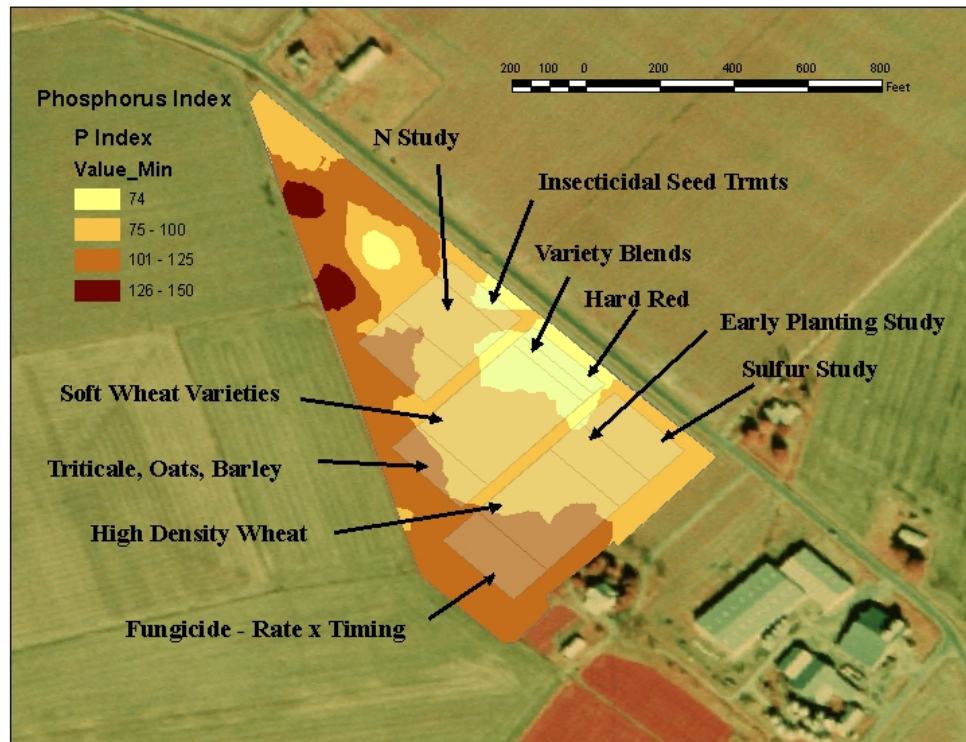 200 100 0 200 400 600 800
Feet
Phosphorus Index
P Index
Value_Min
74
75 - 100
101 - 125
126 - 150
N Study
Insecticidal Seed Trmts
Variety Blends
Hard Red
Early Planting Study
Sulfur Study
Soft Wheat Varieties
Triticale, Oats, Barley
High Density Wheat
Fungicide - Rate x Timing